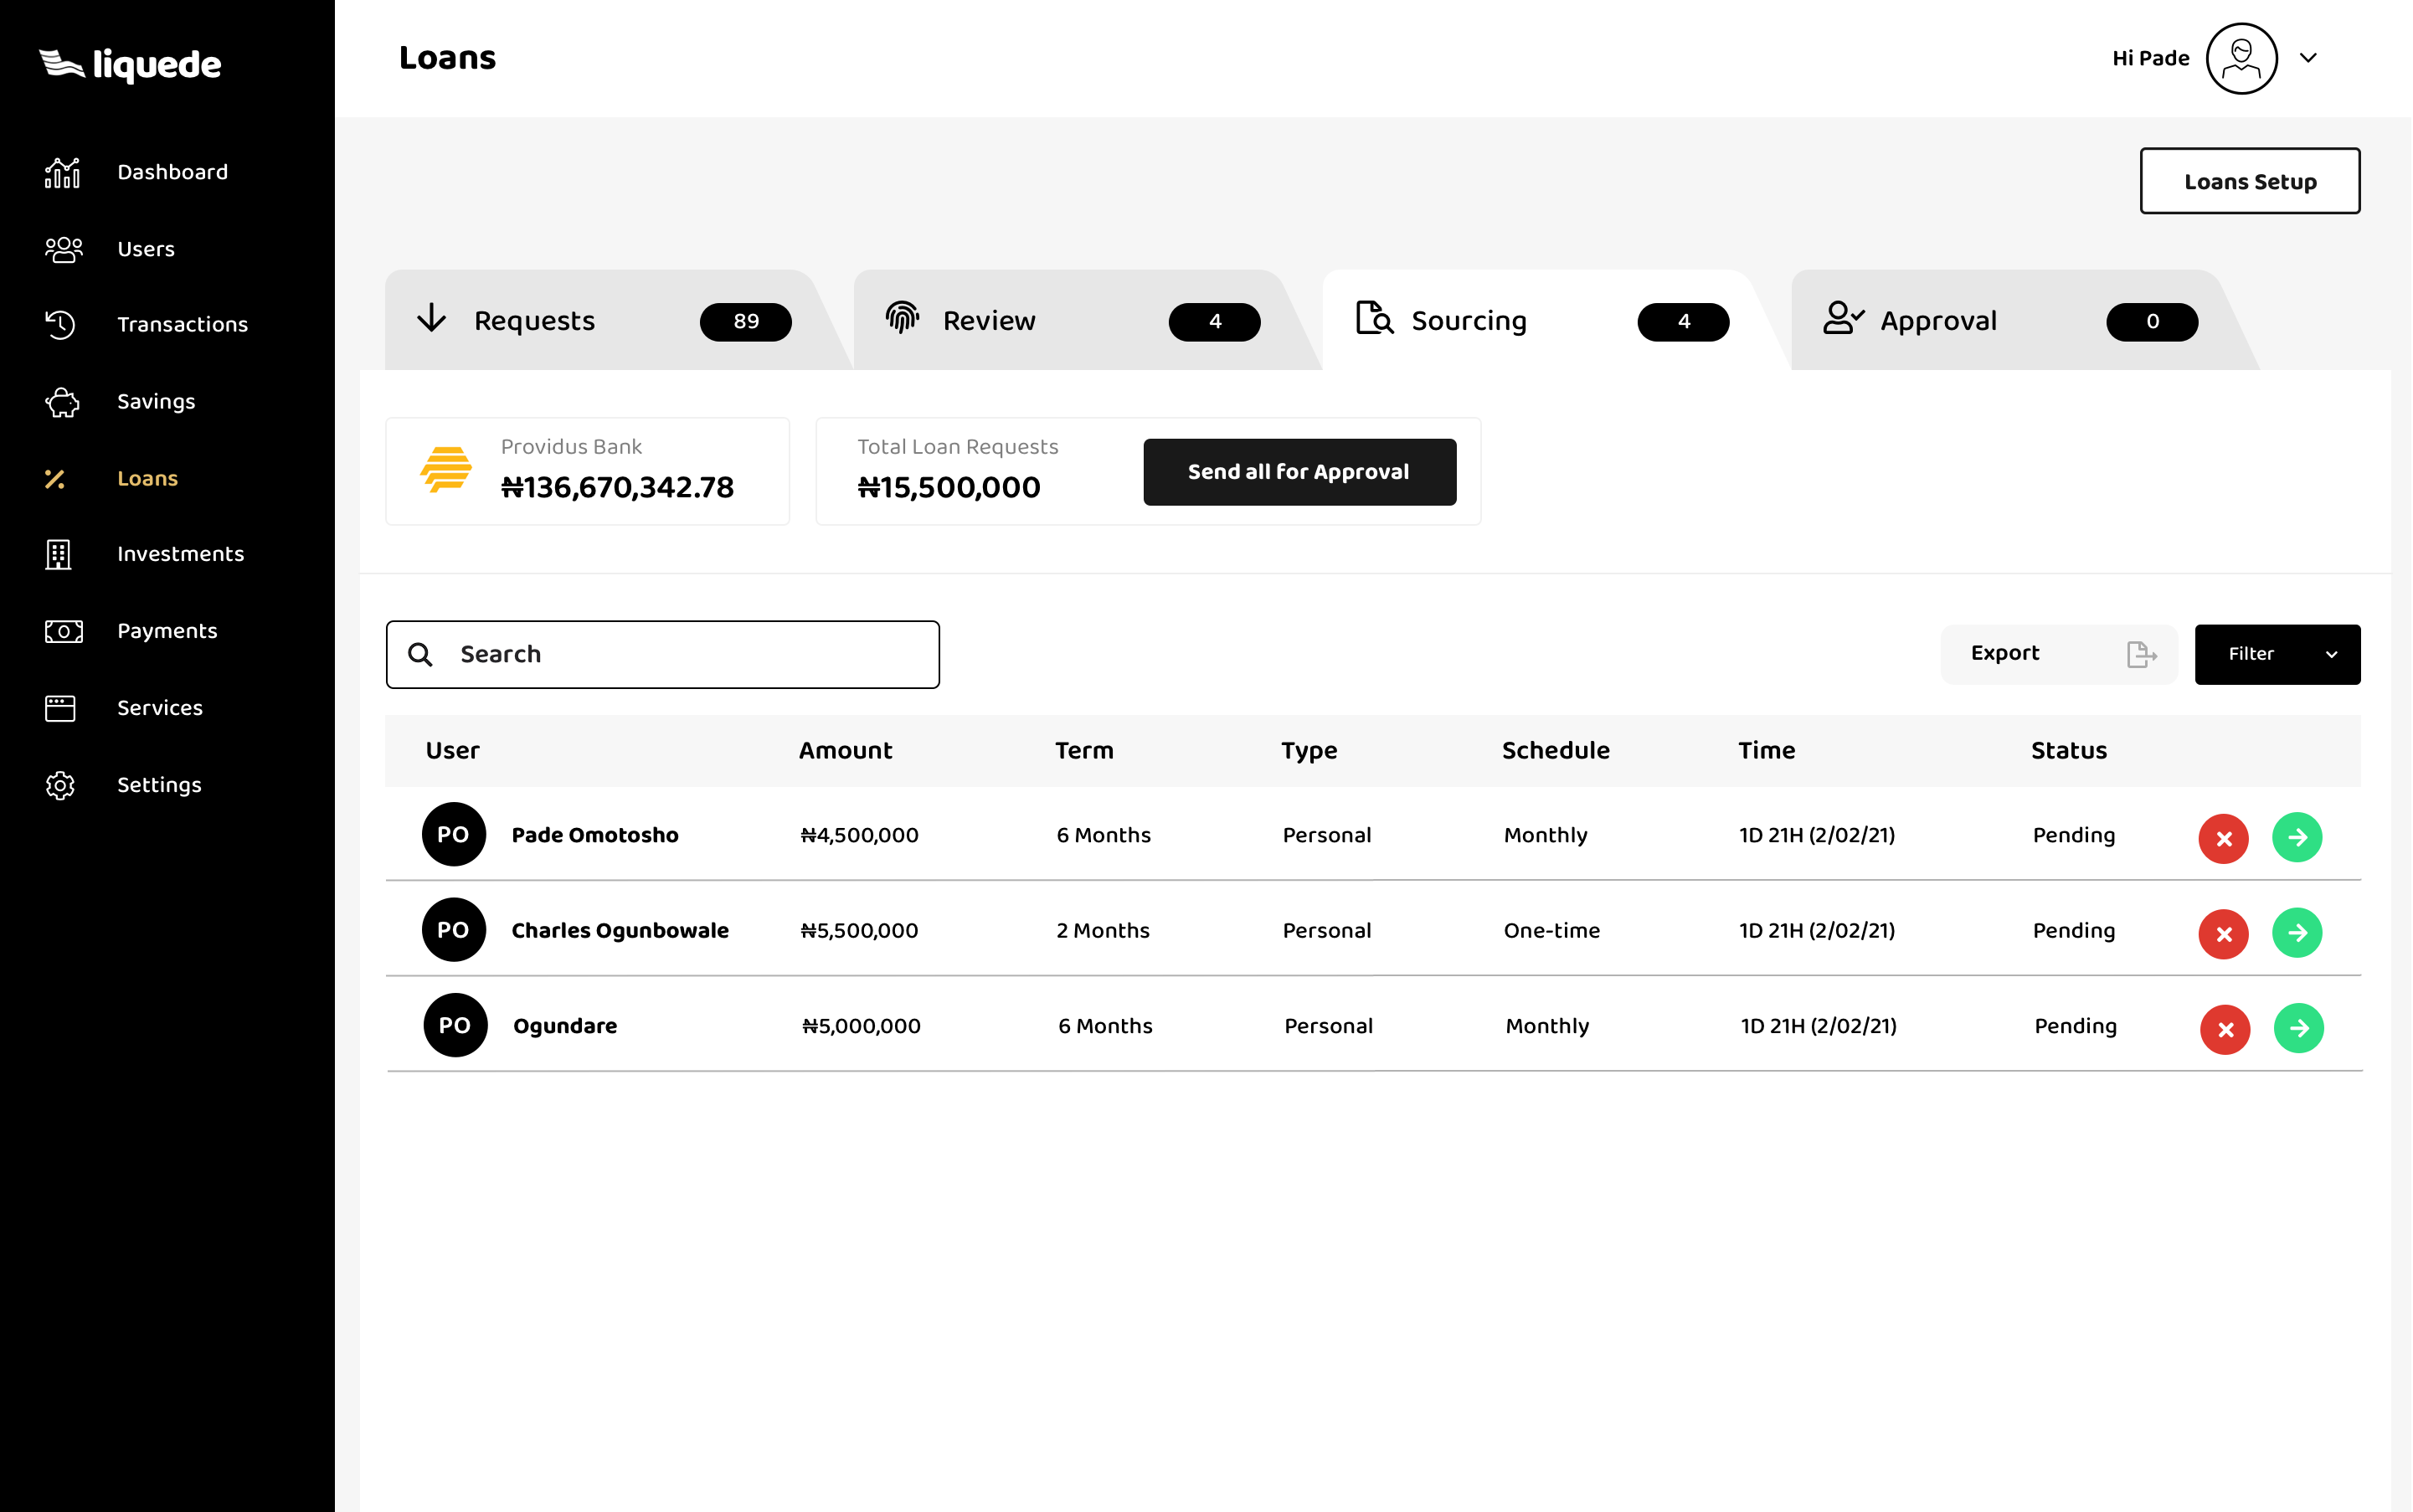 liquede
Loans
Hi Pade
Dashboard
Users
Transactions
Savings
Loans
Investments
Payments
Services
Settings
Loans Setup
Requests 89
Review 4
Sourcing 4
Approval 0
Providus Bank
₦136,670,342.78
Total Loan Requests
₦15,500,000
Send all for Approval
Search
Export
Filter
User Amount Term Type Schedule Time Status
PO Pade Omotosho ₦4,500,000 6 Months Personal Monthly 1D 21H (2/02/21) Pending
PO Charles Ogunbowale ₦5,500,000 2 Months Personal One-time 1D 21H (2/02/21) Pending
PO Ogundare ₦5,000,000 6 Months Personal Monthly 1D 21H (2/02/21) Pending